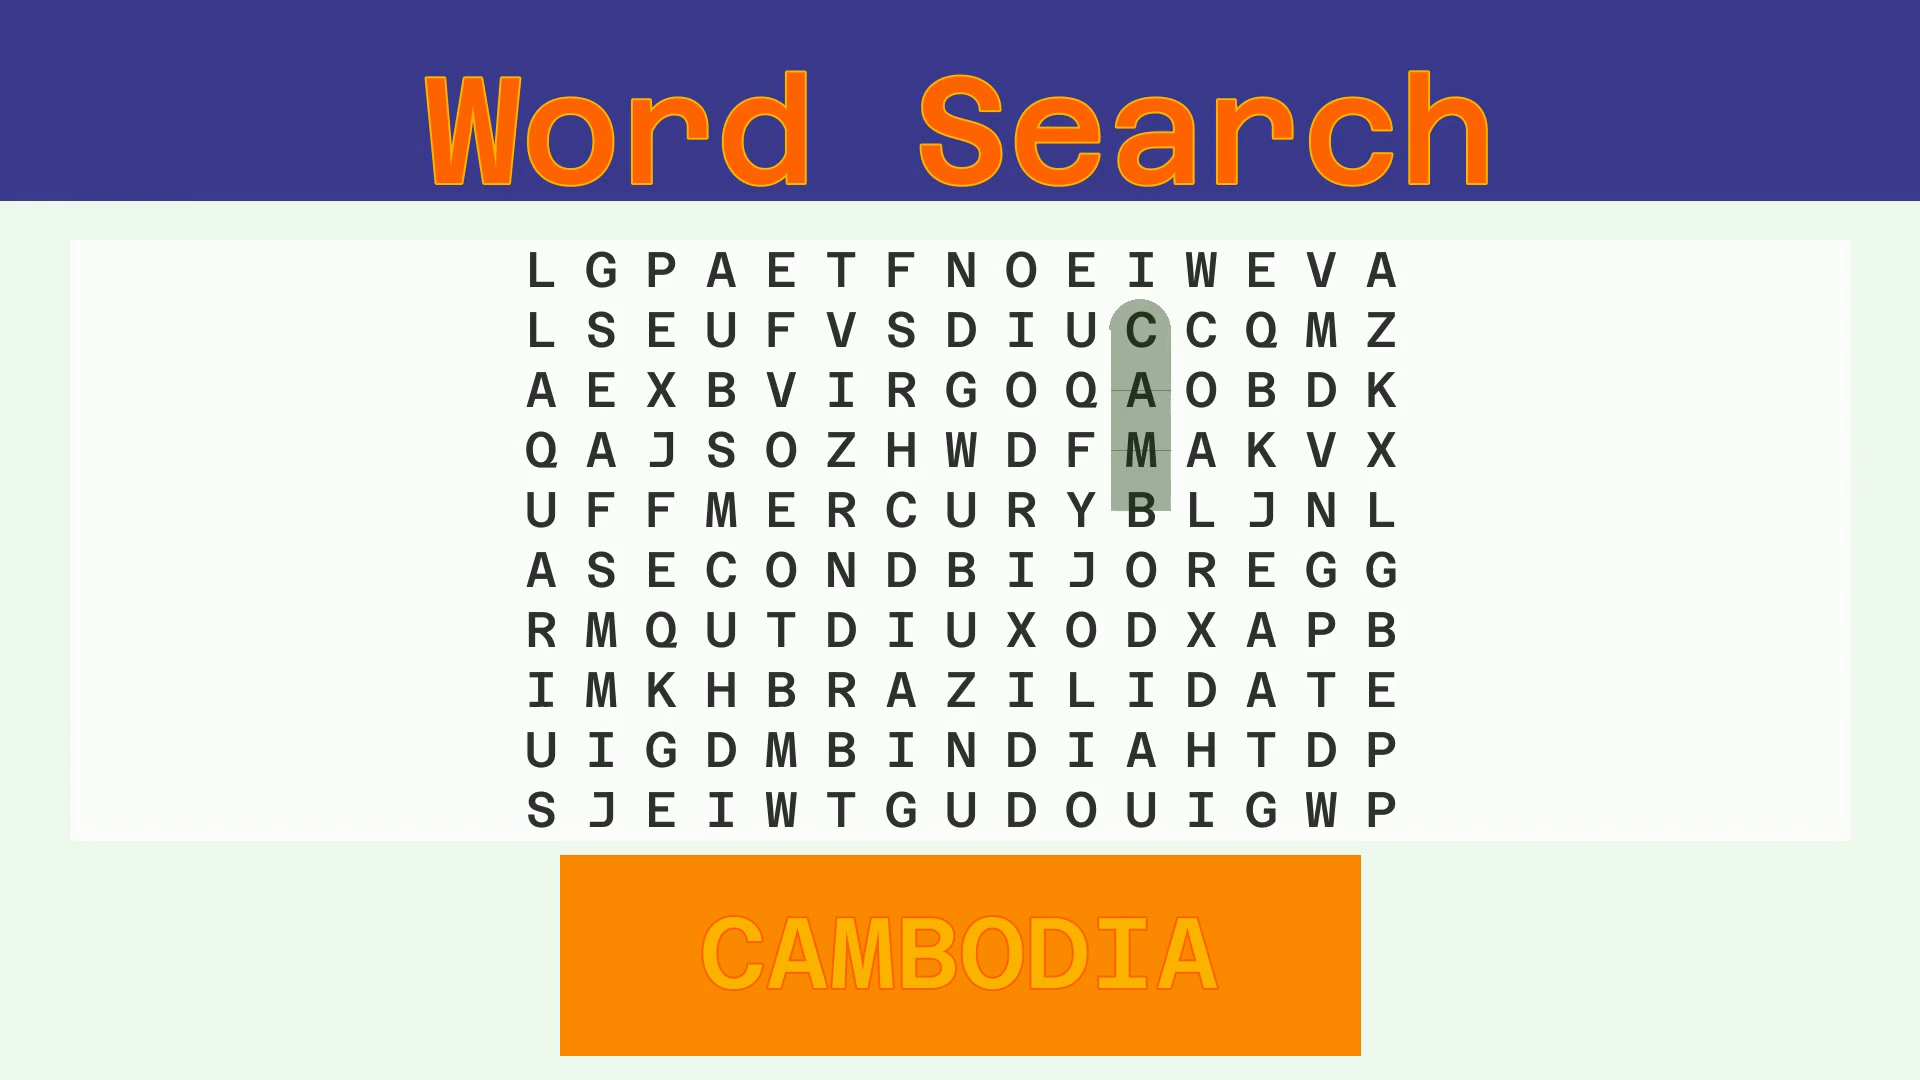 Word Search
L G P A E T F N O E I W E V A
L S E U F V S D I U C C Q M Z
A E X B V I R G O Q A O B D K
Q A J S O Z H W D F M A K V X
U F F M E R C U R Y B L J N L
A S E C O N D B I J O R E G G
R M Q U T D I U X O D X A P B
I M K H B R A Z I L I D A T E
U I G D M B I N D I A H T D P
S J E I W T G U D O U I G W P
CAMBODIA